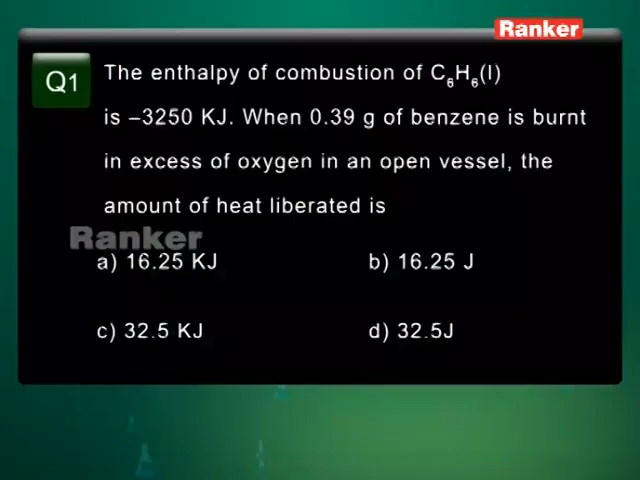 Ranker
Q1
The enthalpy of combustion of C₆H₆(l)
is –3250 KJ. When 0.39 g of benzene is burnt
in excess of oxygen in an open vessel, the
amount of heat liberated is
Ranker
a) 16.25 KJ b) 16.25 J
c) 32.5 KJ d) 32.5J